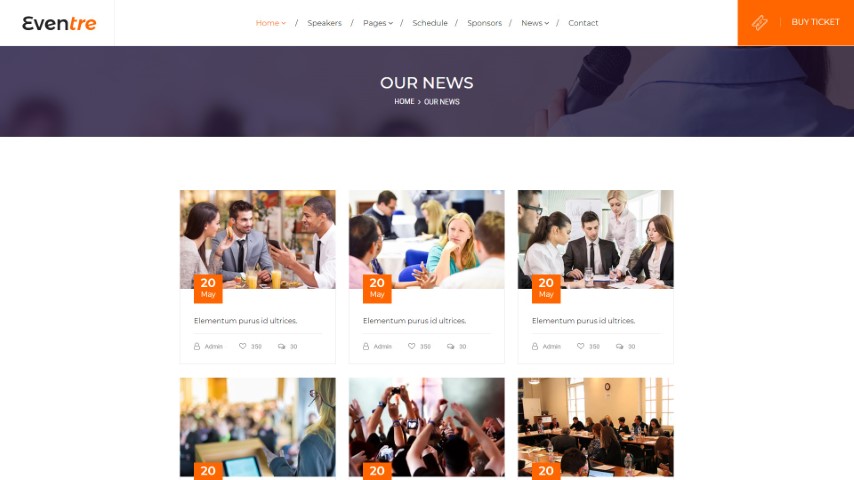 Eventre
Home / Speakers / Pages / Schedule / Sponsors / News / Contact
BUY TICKET
OUR NEWS
HOME > OUR NEWS
20
May
Elementum purus id ultrices.
Admin 350 30
20
May
Elementum purus id ultrices.
Admin 350 30
20
May
Elementum purus id ultrices.
Admin 350 30
20
20
20